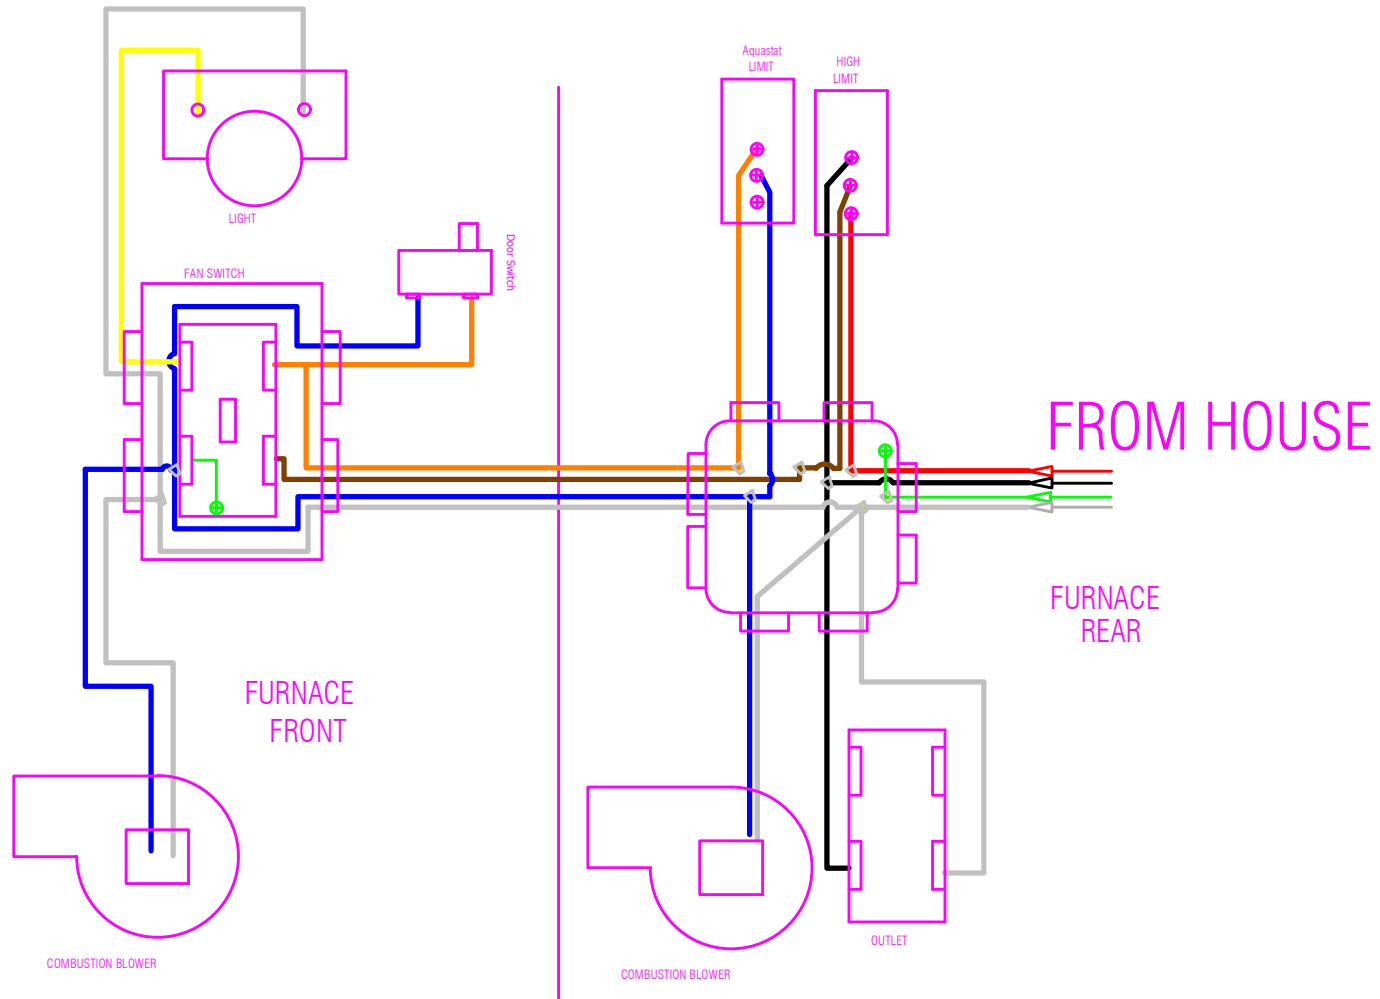 Aquastat
LIMIT
HIGH
LIMIT
LIGHT
Door Switch
FAN SWITCH
FROM HOUSE
FURNACE
REAR
FURNACE
FRONT
OUTLET
COMBUSTION BLOWER
COMBUSTION BLOWER